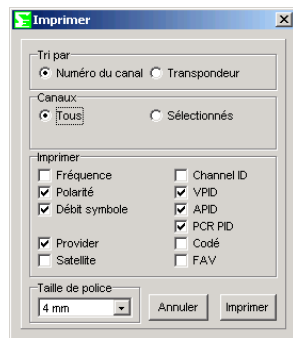 Imprimer
Tri par
Numéro du canal Transpondeur
Canaux
Tous Sélectionnés
Imprimer
Fréquence Channel ID
Polarité VPID
Débit symbole APID
PCR PID
Provider Codé
Satellite FAV
Taille de police
4 mm Annuler Imprimer